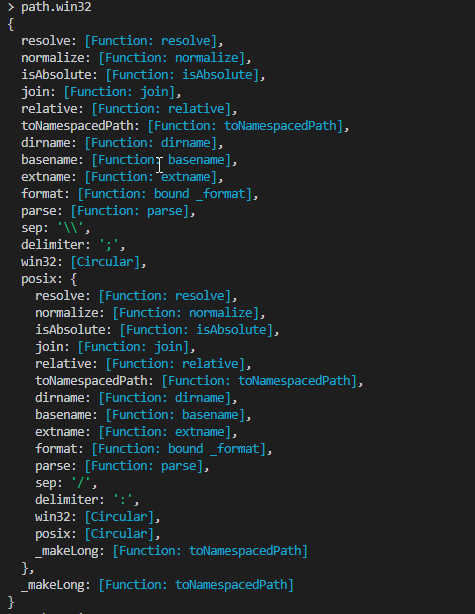 > path.win32
{
  resolve: [Function: resolve],
  normalize: [Function: normalize],
  isAbsolute: [Function: isAbsolute],
  join: [Function: join],
  relative: [Function: relative],
  toNamespacedPath: [Function: toNamespacedPath],
  dirname: [Function: dirname],
  basename: [Function: basename],
  extname: [Function: extname],
  format: [Function: bound _format],
  parse: [Function: parse],
  sep: '\\',
  delimiter: ';',
  win32: [Circular],
  posix: {
    resolve: [Function: resolve],
    normalize: [Function: normalize],
    isAbsolute: [Function: isAbsolute],
    join: [Function: join],
    relative: [Function: relative],
    toNamespacedPath: [Function: toNamespacedPath],
    dirname: [Function: dirname],
    basename: [Function: basename],
    extname: [Function: extname],
    format: [Function: bound _format],
    parse: [Function: parse],
    sep: '/',
    delimiter: ':',
    win32: [Circular],
    posix: [Circular],
    _makeLong: [Function: toNamespacedPath]
  },
  _makeLong: [Function: toNamespacedPath]
}